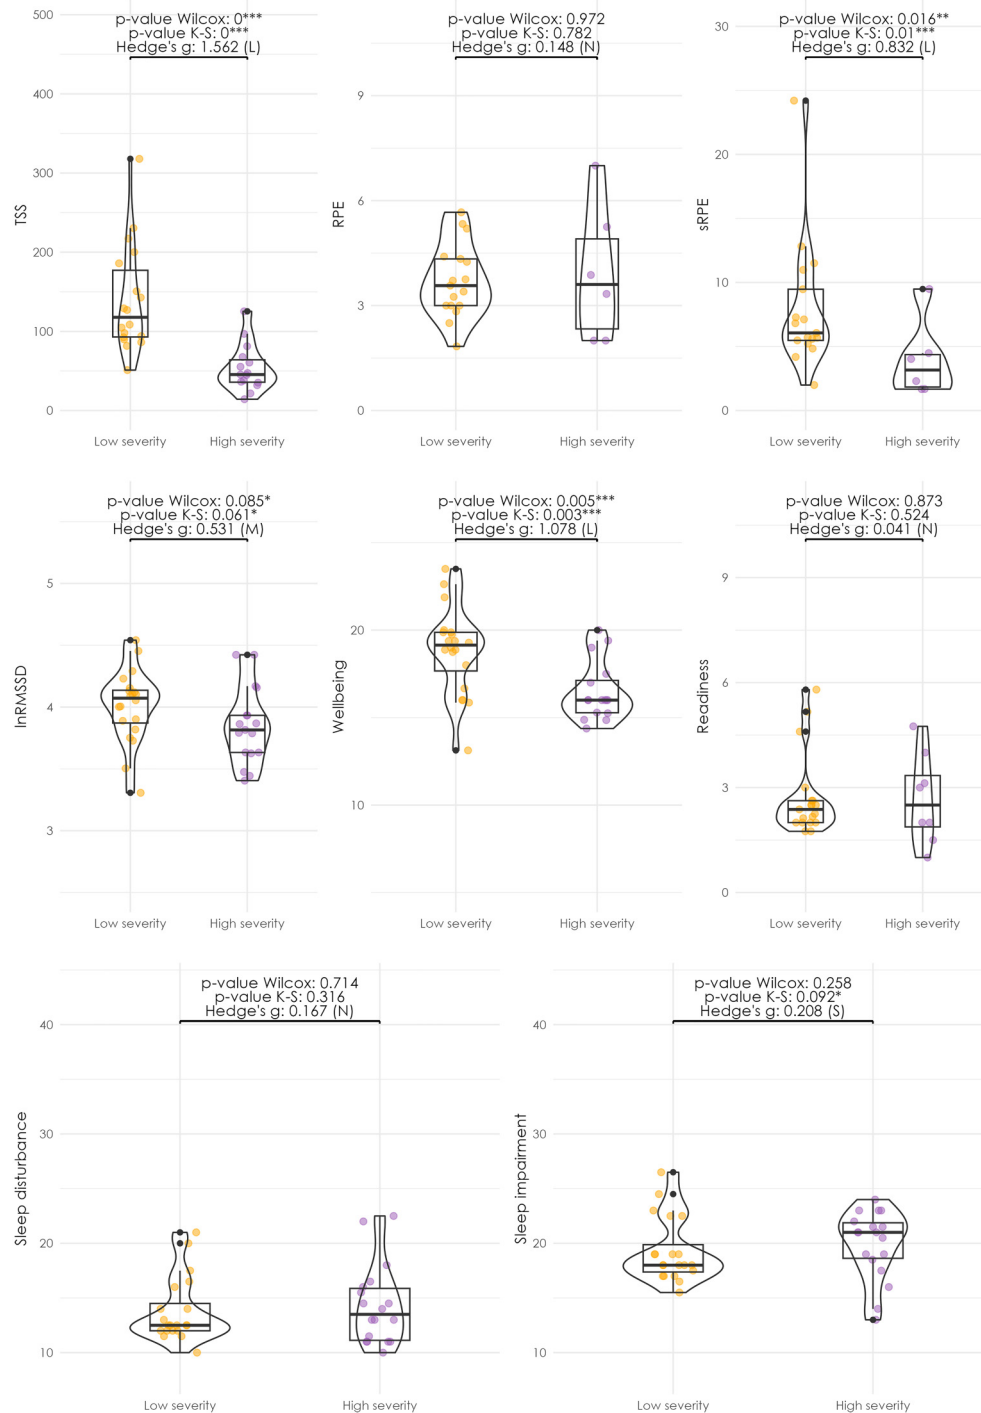 p-value Wilcox: 0***
p-value K-S: 0***
Hedge's g: 1.562 (L)
500
400
300
200
100
0
TSS
Low severity
High severity
p-value Wilcox: 0.972
p-value K-S: 0.782
Hedge's g: 0.148 (N)
9
6
3
0
RPE
Low severity
High severity
p-value Wilcox: 0.016**
p-value K-S: 0.01***
Hedge's g: 0.832 (L)
30
20
10
0
sRPE
Low severity
High severity
p-value Wilcox: 0.085*
p-value K-S: 0.061*
Hedge's g: 0.531 (M)
5
4
3
lnRMSSD
Low severity
High severity
p-value Wilcox: 0.005***
p-value K-S: 0.003***
Hedge's g: 1.078 (L)
20
10
Wellbeing
Low severity
High severity
p-value Wilcox: 0.873
p-value K-S: 0.524
Hedge's g: 0.041 (N)
9
6
3
0
Readiness
Low severity
High severity
p-value Wilcox: 0.714
p-value K-S: 0.316
Hedge's g: 0.167 (N)
40
30
20
10
Sleep disturbance
Low severity
High severity
p-value Wilcox: 0.258
p-value K-S: 0.092*
Hedge's g: 0.208 (S)
40
30
20
10
Sleep impairment
Low severity
High severity